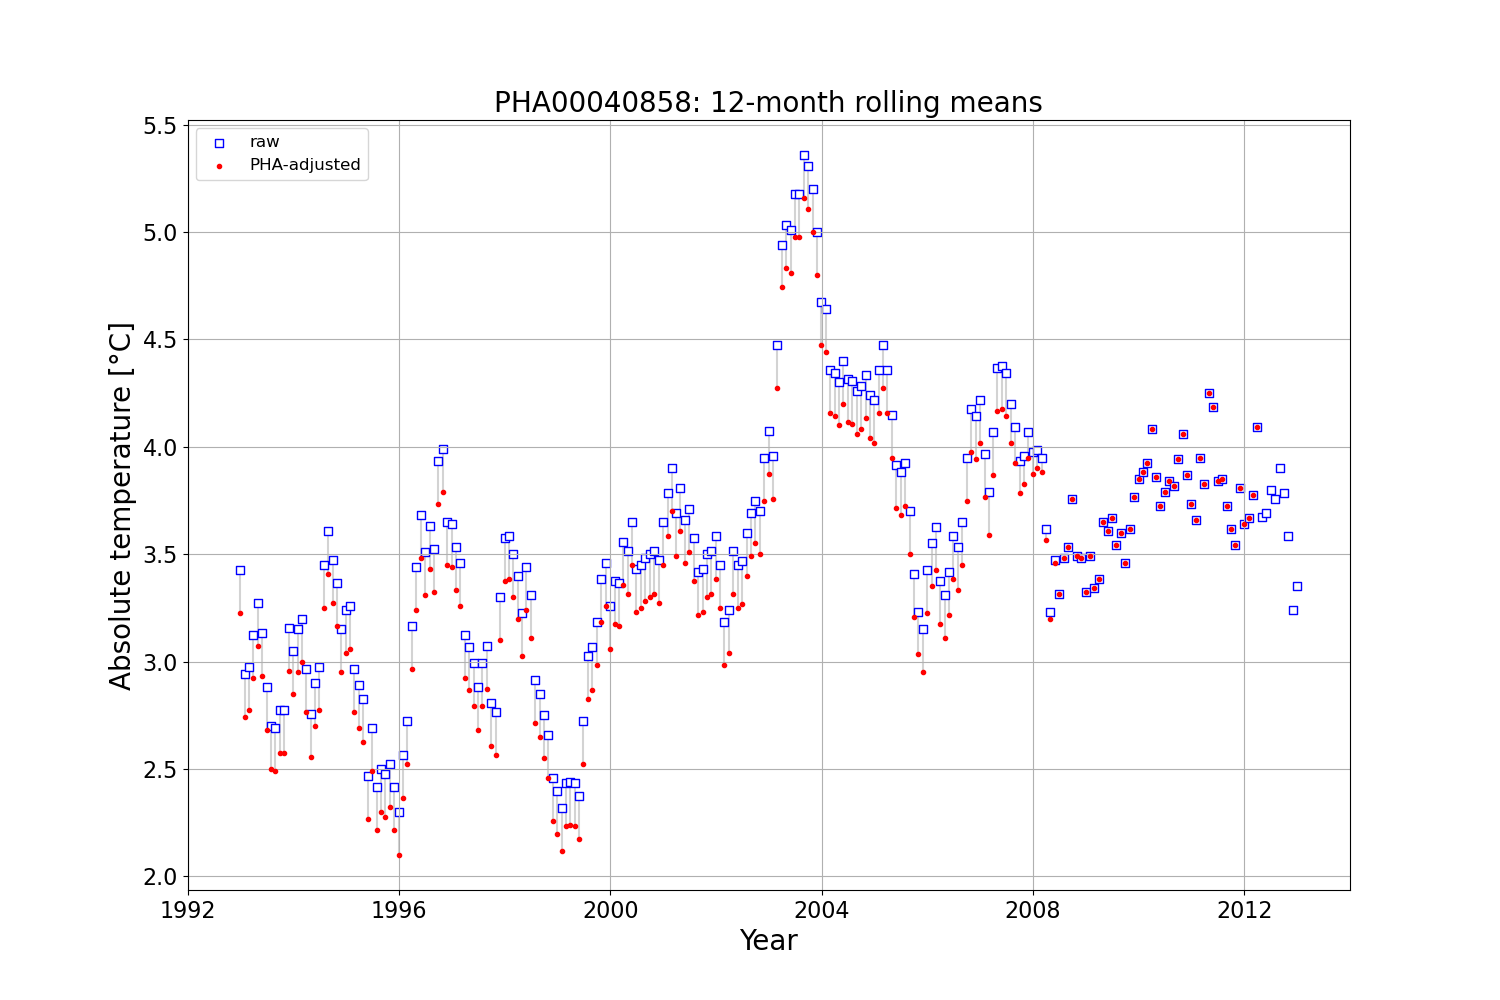 PHA00040858: 12-month rolling means
raw
PHA-adjusted
5.5
5.0
4.5
4.0
3.5
3.0
2.5
2.0
Absolute temperature [°C]
1992 1996 2000 2004 2008 2012
Year